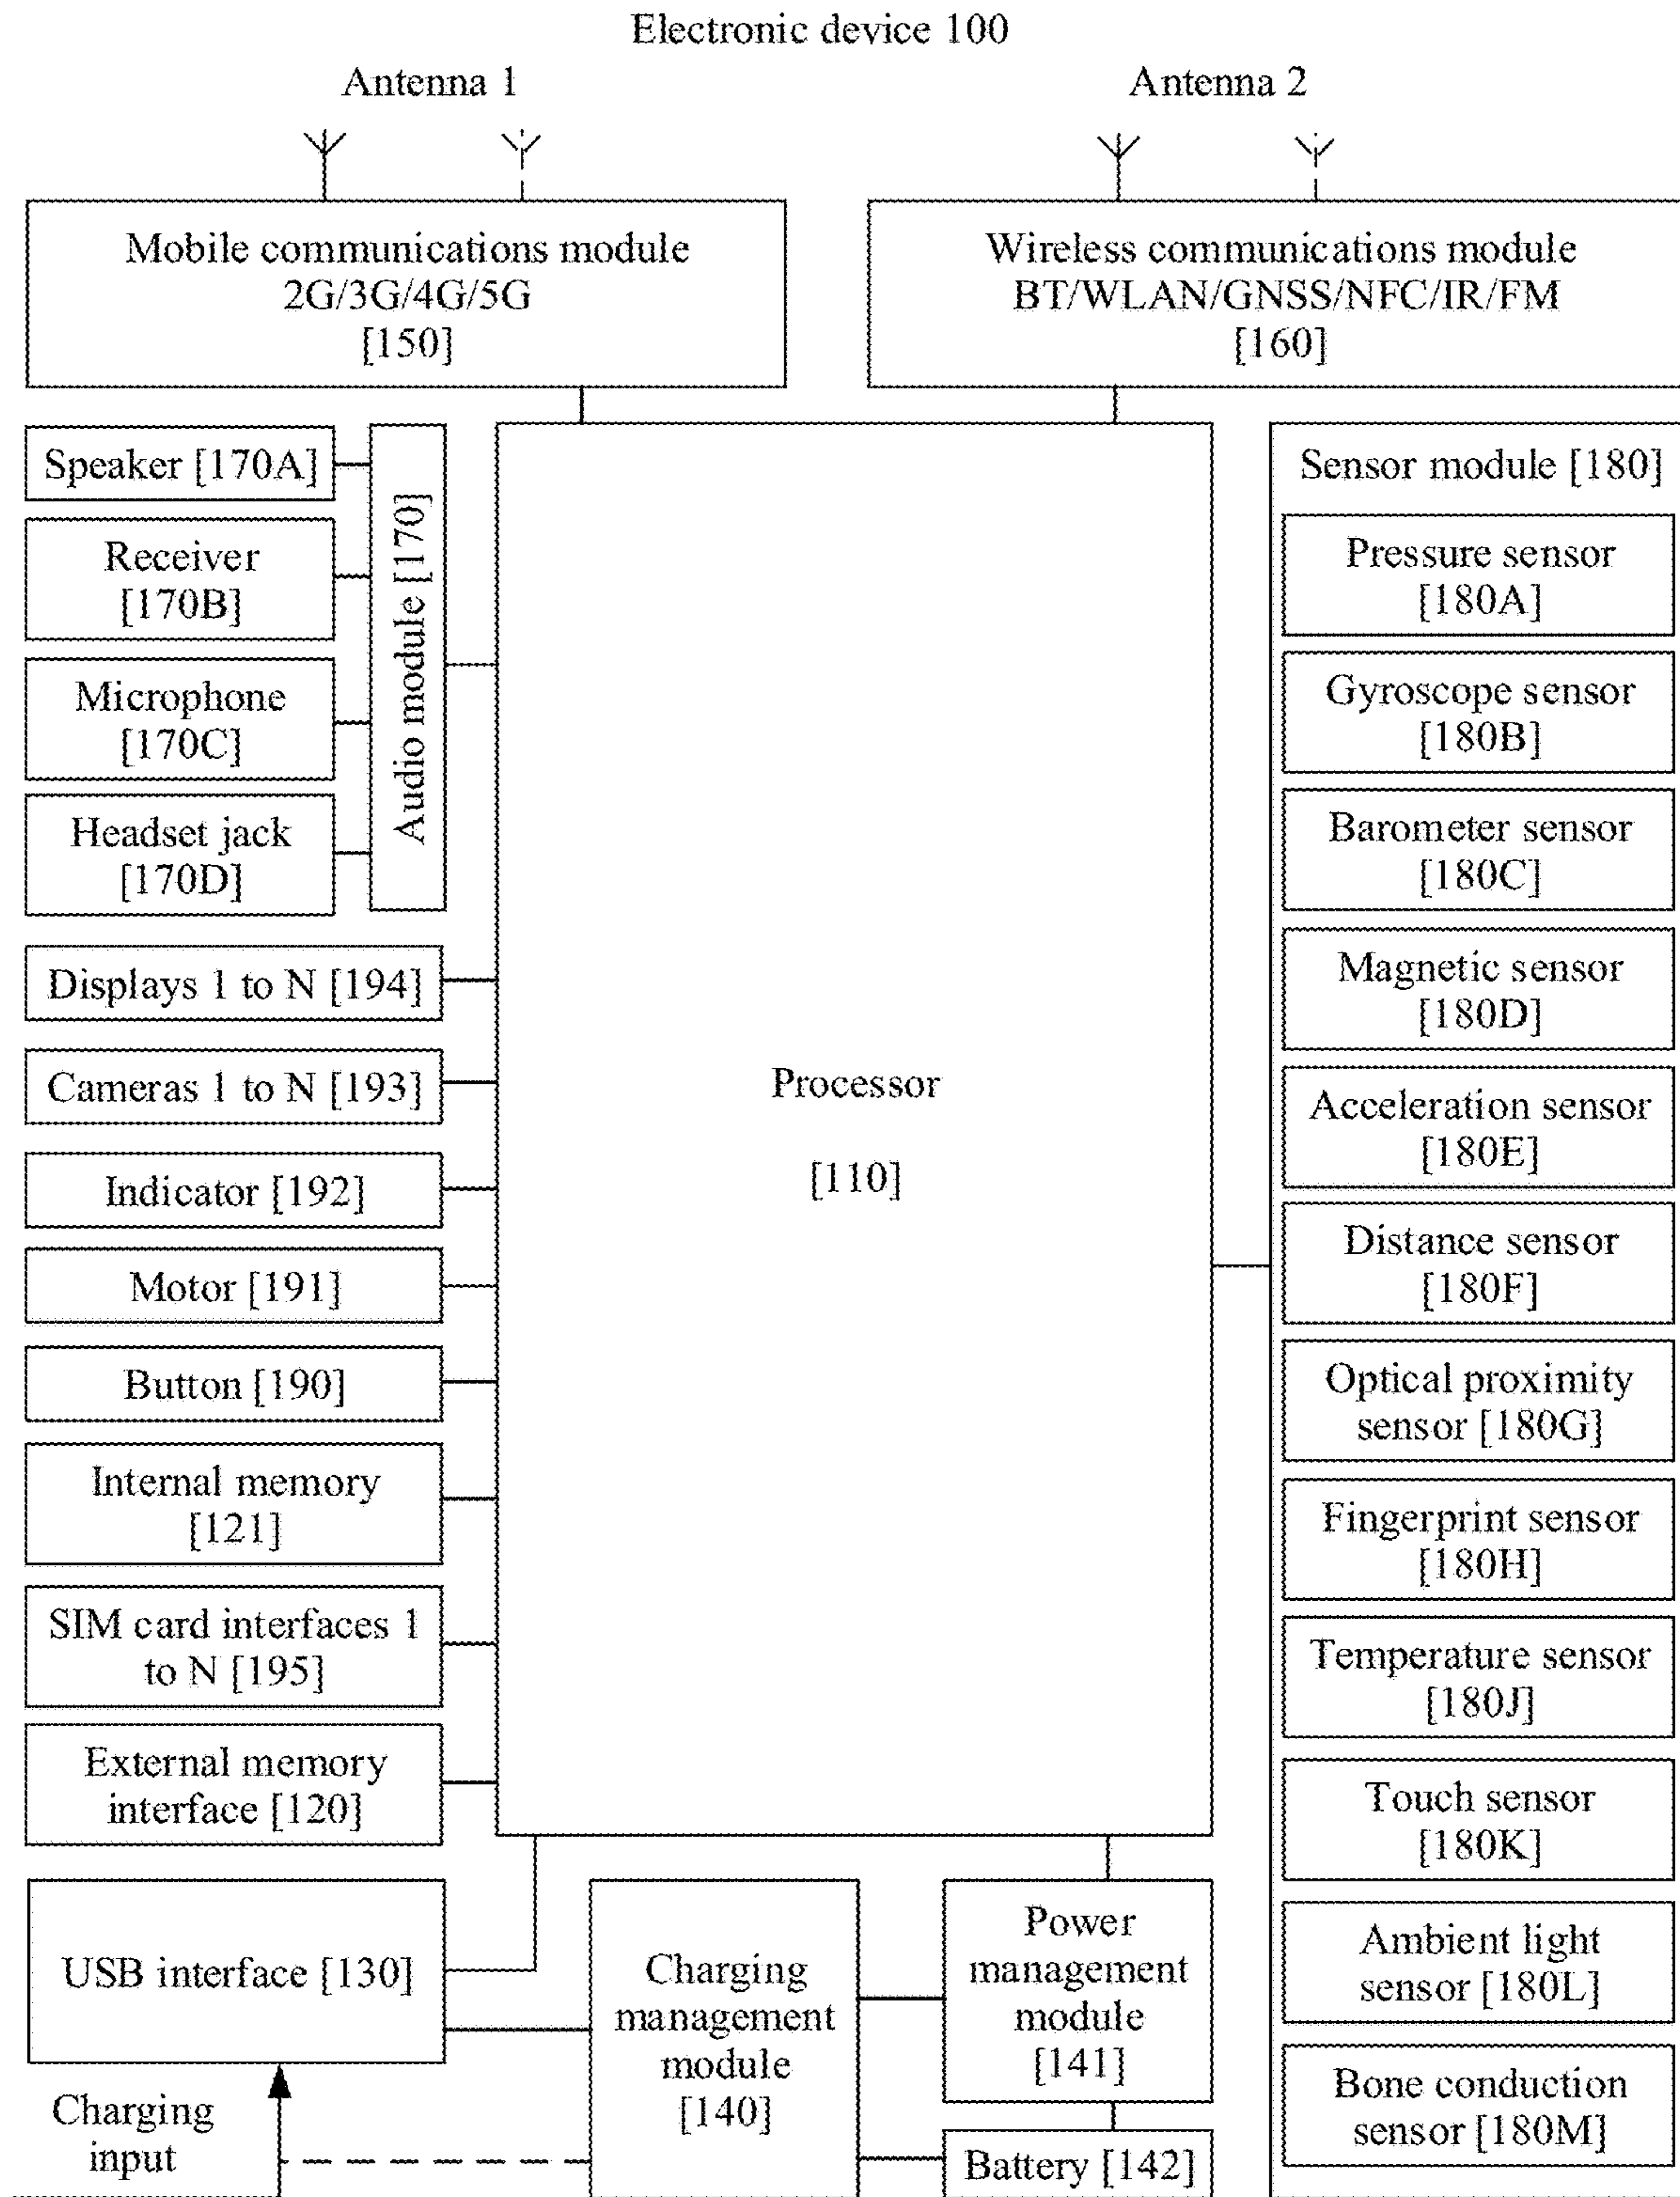 Electronic device 100
Antenna 1
Antenna 2
Mobile communications module
2G/3G/4G/5G
[150]
Wireless communications module
BT/WLAN/GNSS/NFC/IR/FM
[160]
Speaker [170A]
Receiver
[170B]
Microphone
[170C]
Headset jack
[170D]
Audio module [170]
Displays 1 to N [194]
Cameras 1 to N [193]
Indicator [192]
Motor [191]
Button [190]
Internal memory
[121]
SIM card interfaces 1
to N [195]
External memory
interface [120]
Processor
[110]
Sensor module [180]
Pressure sensor
[180A]
Gyroscope sensor
[180B]
Barometer sensor
[180C]
Magnetic sensor
[180D]
Acceleration sensor
[180E]
Distance sensor
[180F]
Optical proximity
sensor [180G]
Fingerprint sensor
[180H]
Temperature sensor
[180J]
Touch sensor
[180K]
Ambient light
sensor [180L]
Bone conduction
sensor [180M]
USB interface [130]
Charging
input
Charging
management
module
[140]
Power
management
module
[141]
Battery [142]